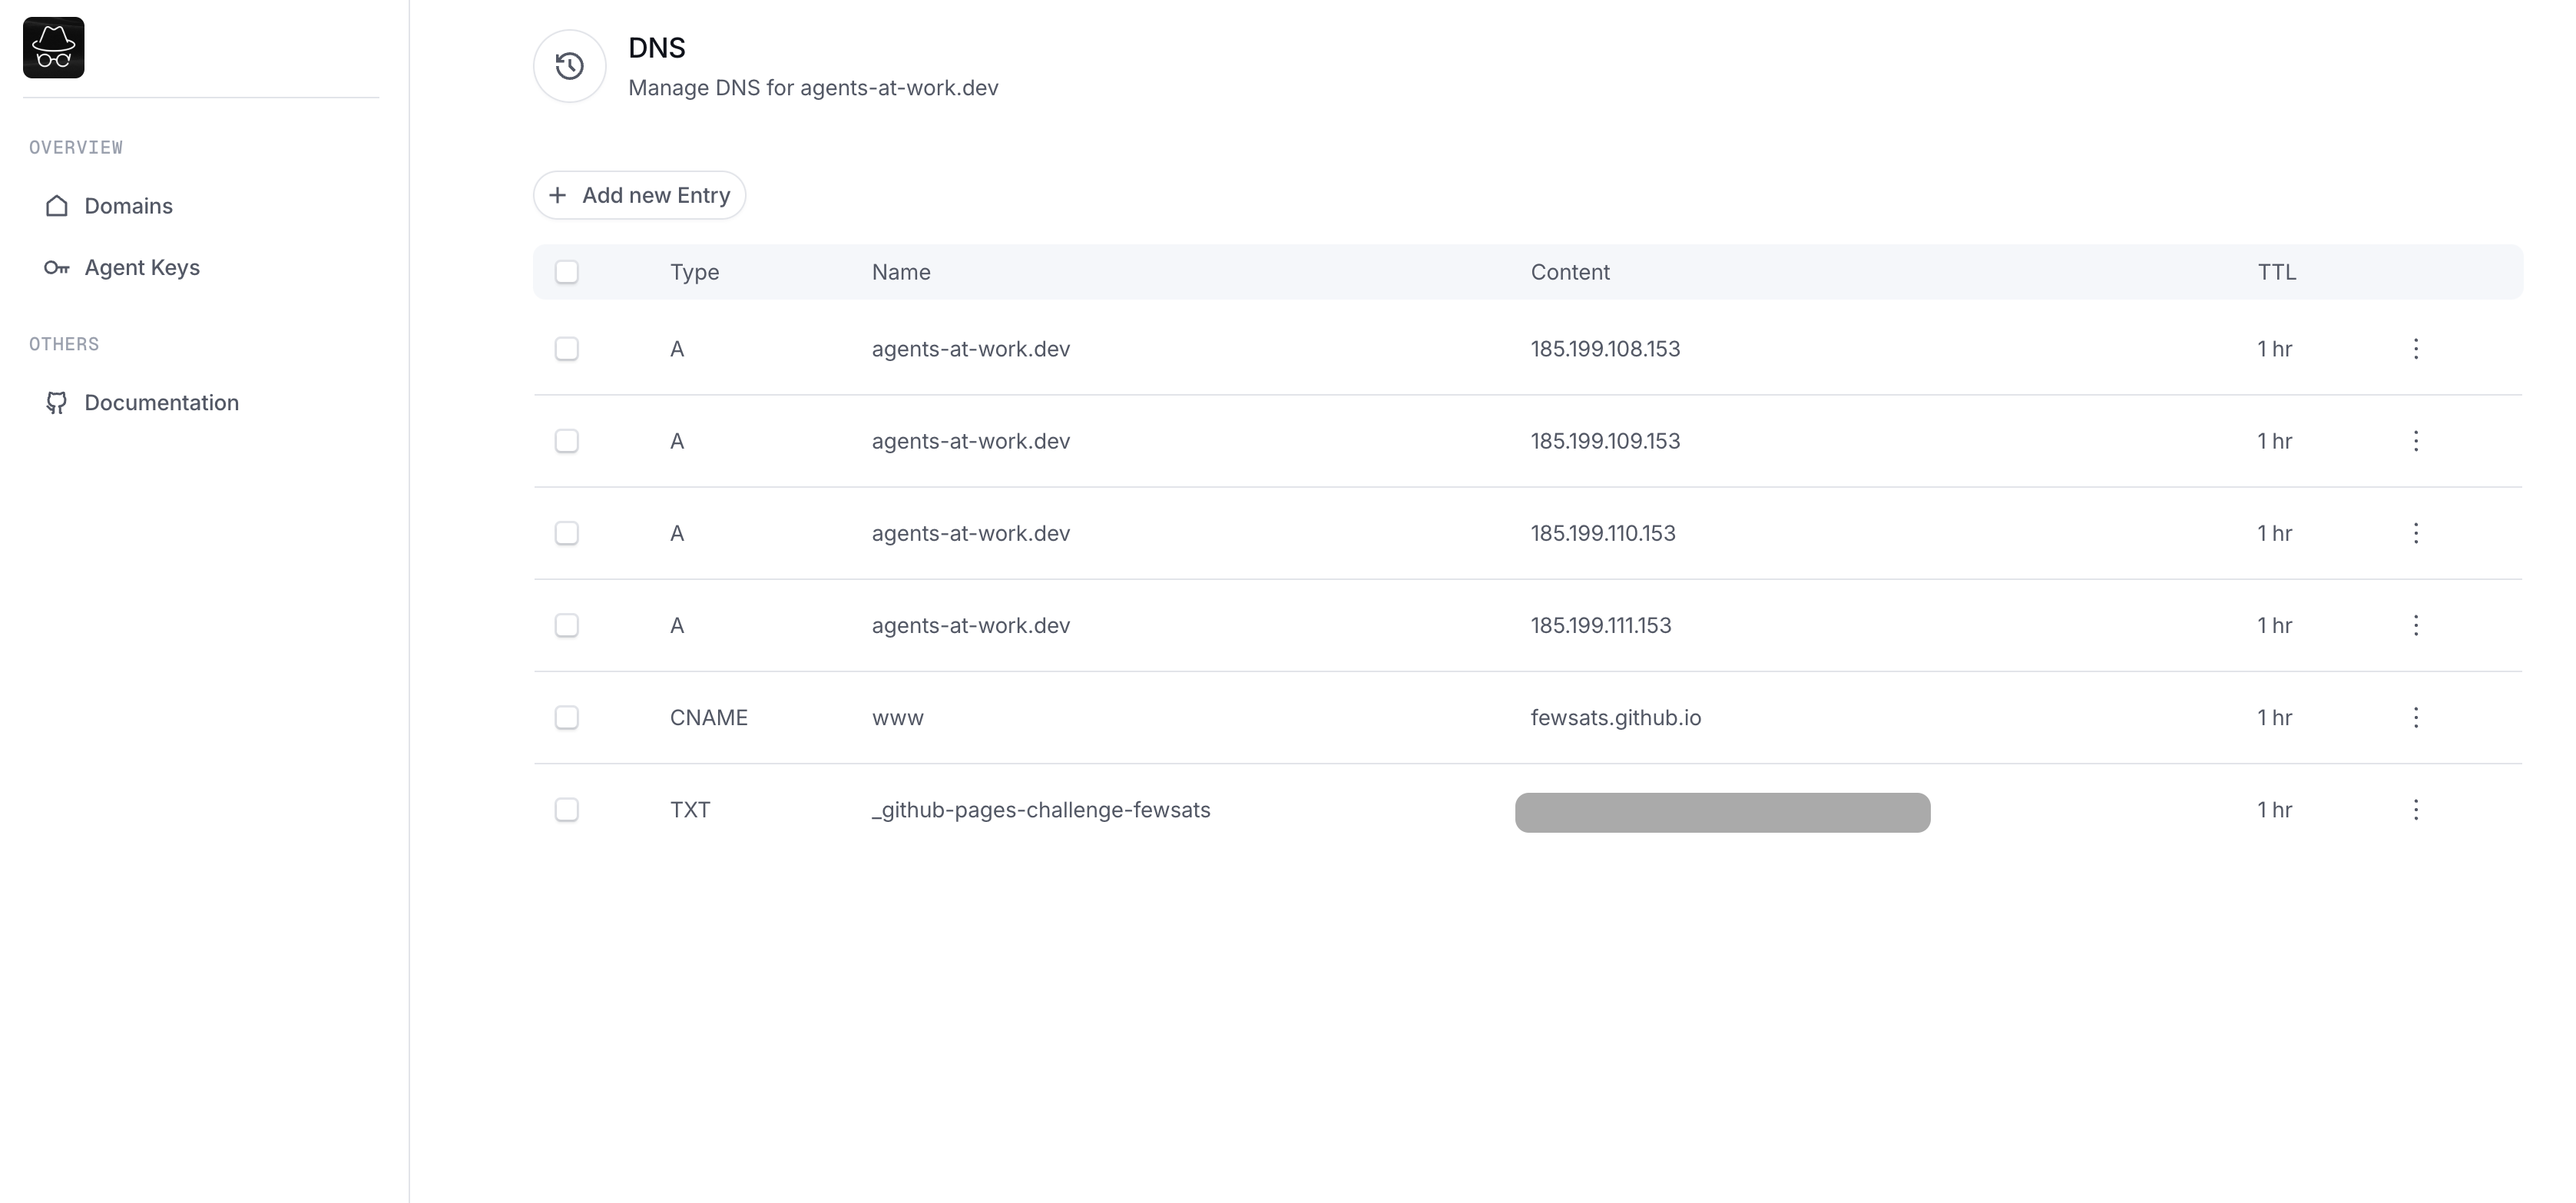 DNS
Manage DNS for agents-at-work.dev
OVERVIEW
Domains
Agent Keys
OTHERS
Documentation
Add new Entry
Type Name Content TTL
A agents-at-work.dev 185.199.108.153 1 hr
A agents-at-work.dev 185.199.109.153 1 hr
A agents-at-work.dev 185.199.110.153 1 hr
A agents-at-work.dev 185.199.111.153 1 hr
CNAME www fewsats.github.io 1 hr
TXT _github-pages-challenge-fewsats 1 hr